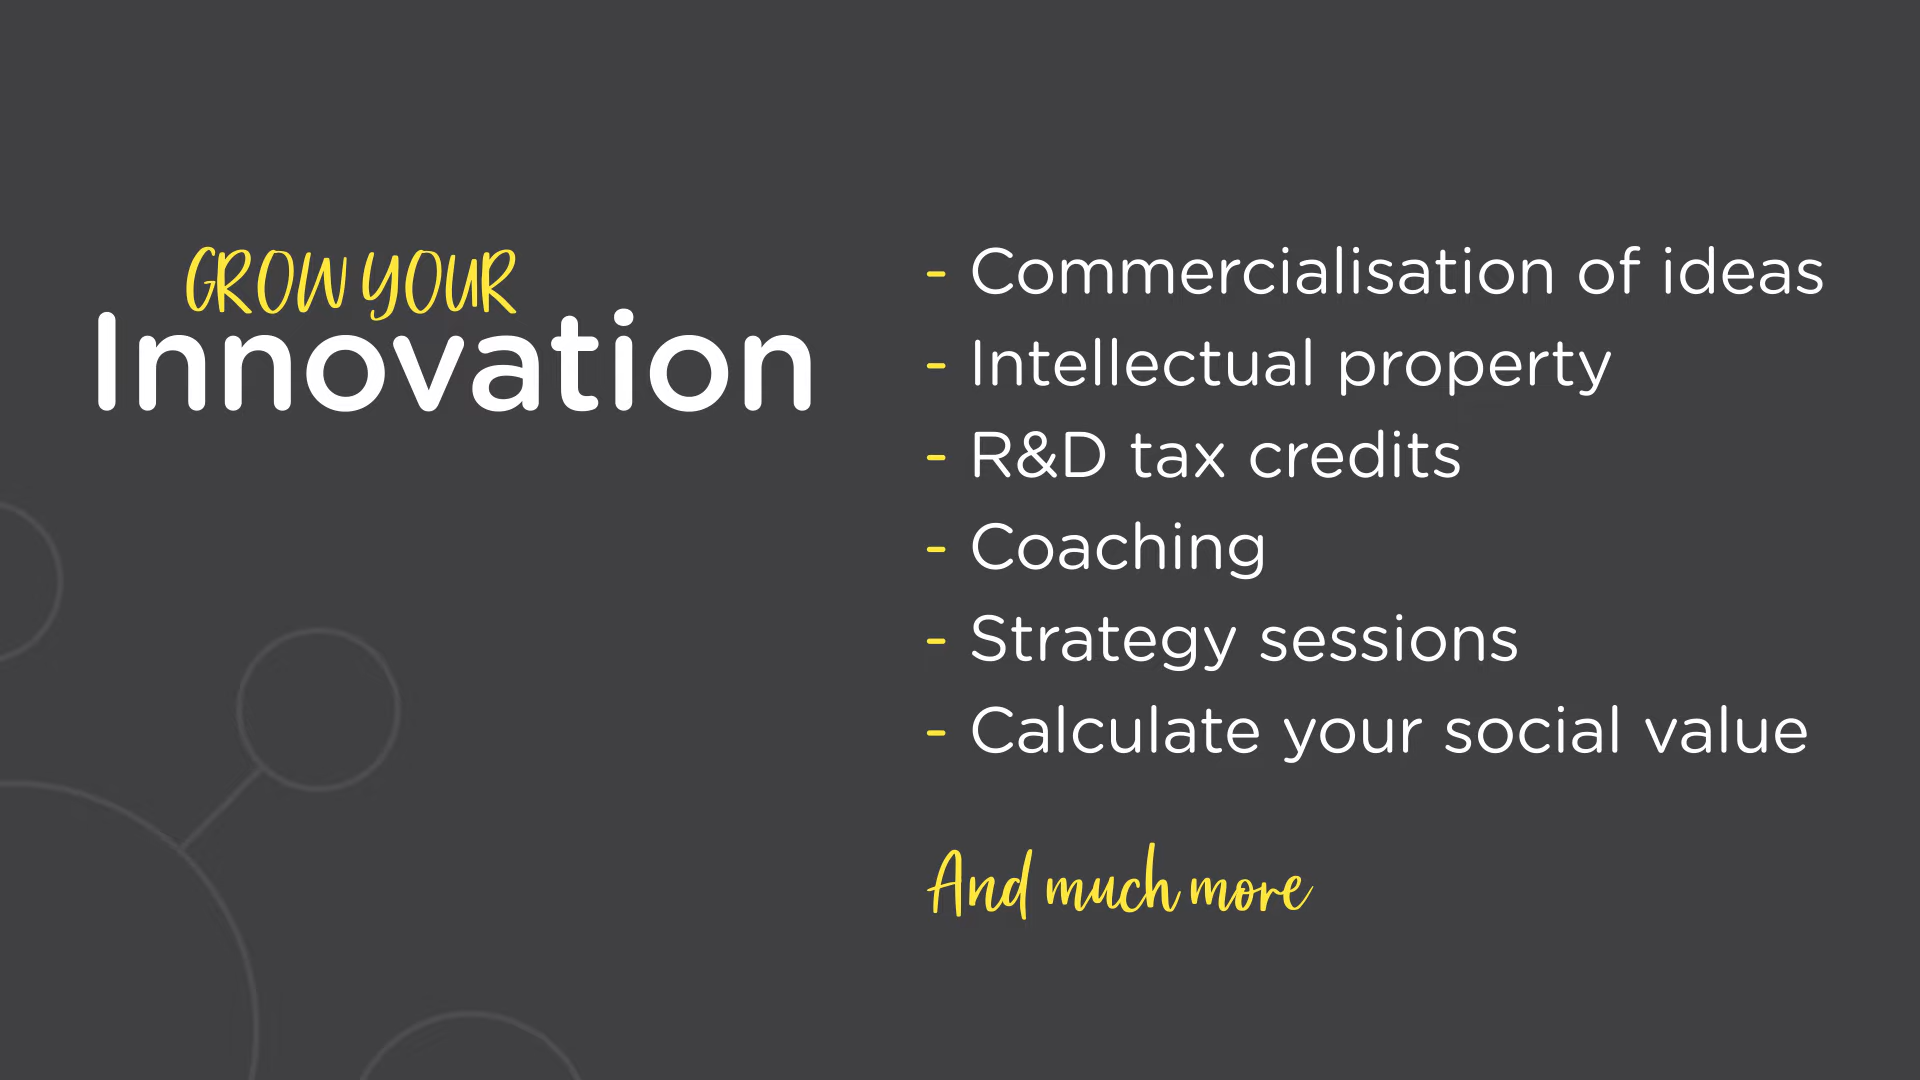 GROW YOUR
Innovation
- Commercialisation of ideas
- Intellectual property
- R&D tax credits
- Coaching
- Strategy sessions
- Calculate your social value
And much more